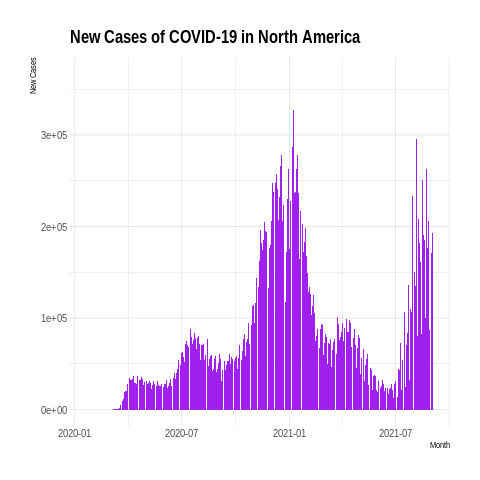 New Cases of COVID-19 in North America
New Cases
3e+05
2e+05
1e+05
0e+00
2020-01 2020-07 2021-01 2021-07
Month